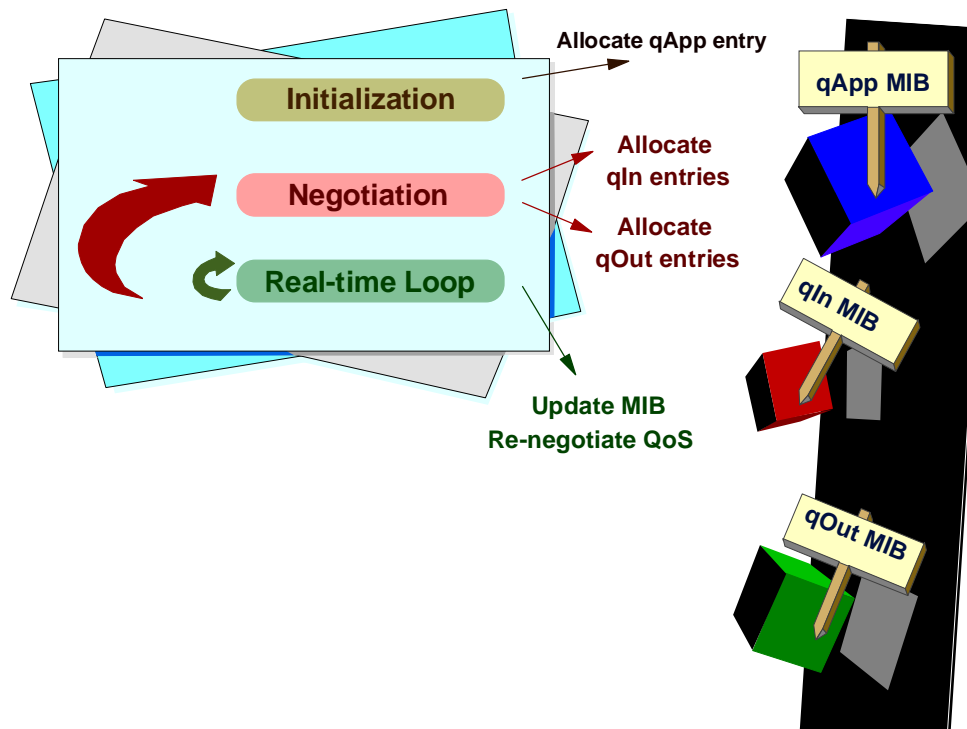 Allocate qApp entry
Initialization
Allocate
qIn entries
Negotiation
Allocate
qOut entries
Real-time Loop
Update MIB
Re-negotiate QoS
qApp MIB
qIn MIB
qOut MIB